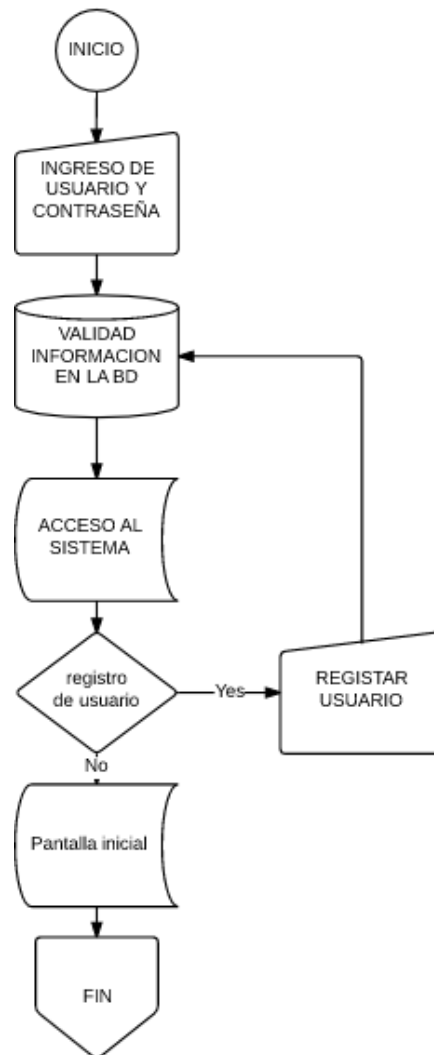 INICIO
INGRESO DE
USUARIO Y
CONTRASEÑA
VALIDAD
INFORMACION
EN LA BD
ACCESO AL
SISTEMA
registro
de usuario
Yes
REGISTAR
USUARIO
No
Pantalla inicial
FIN